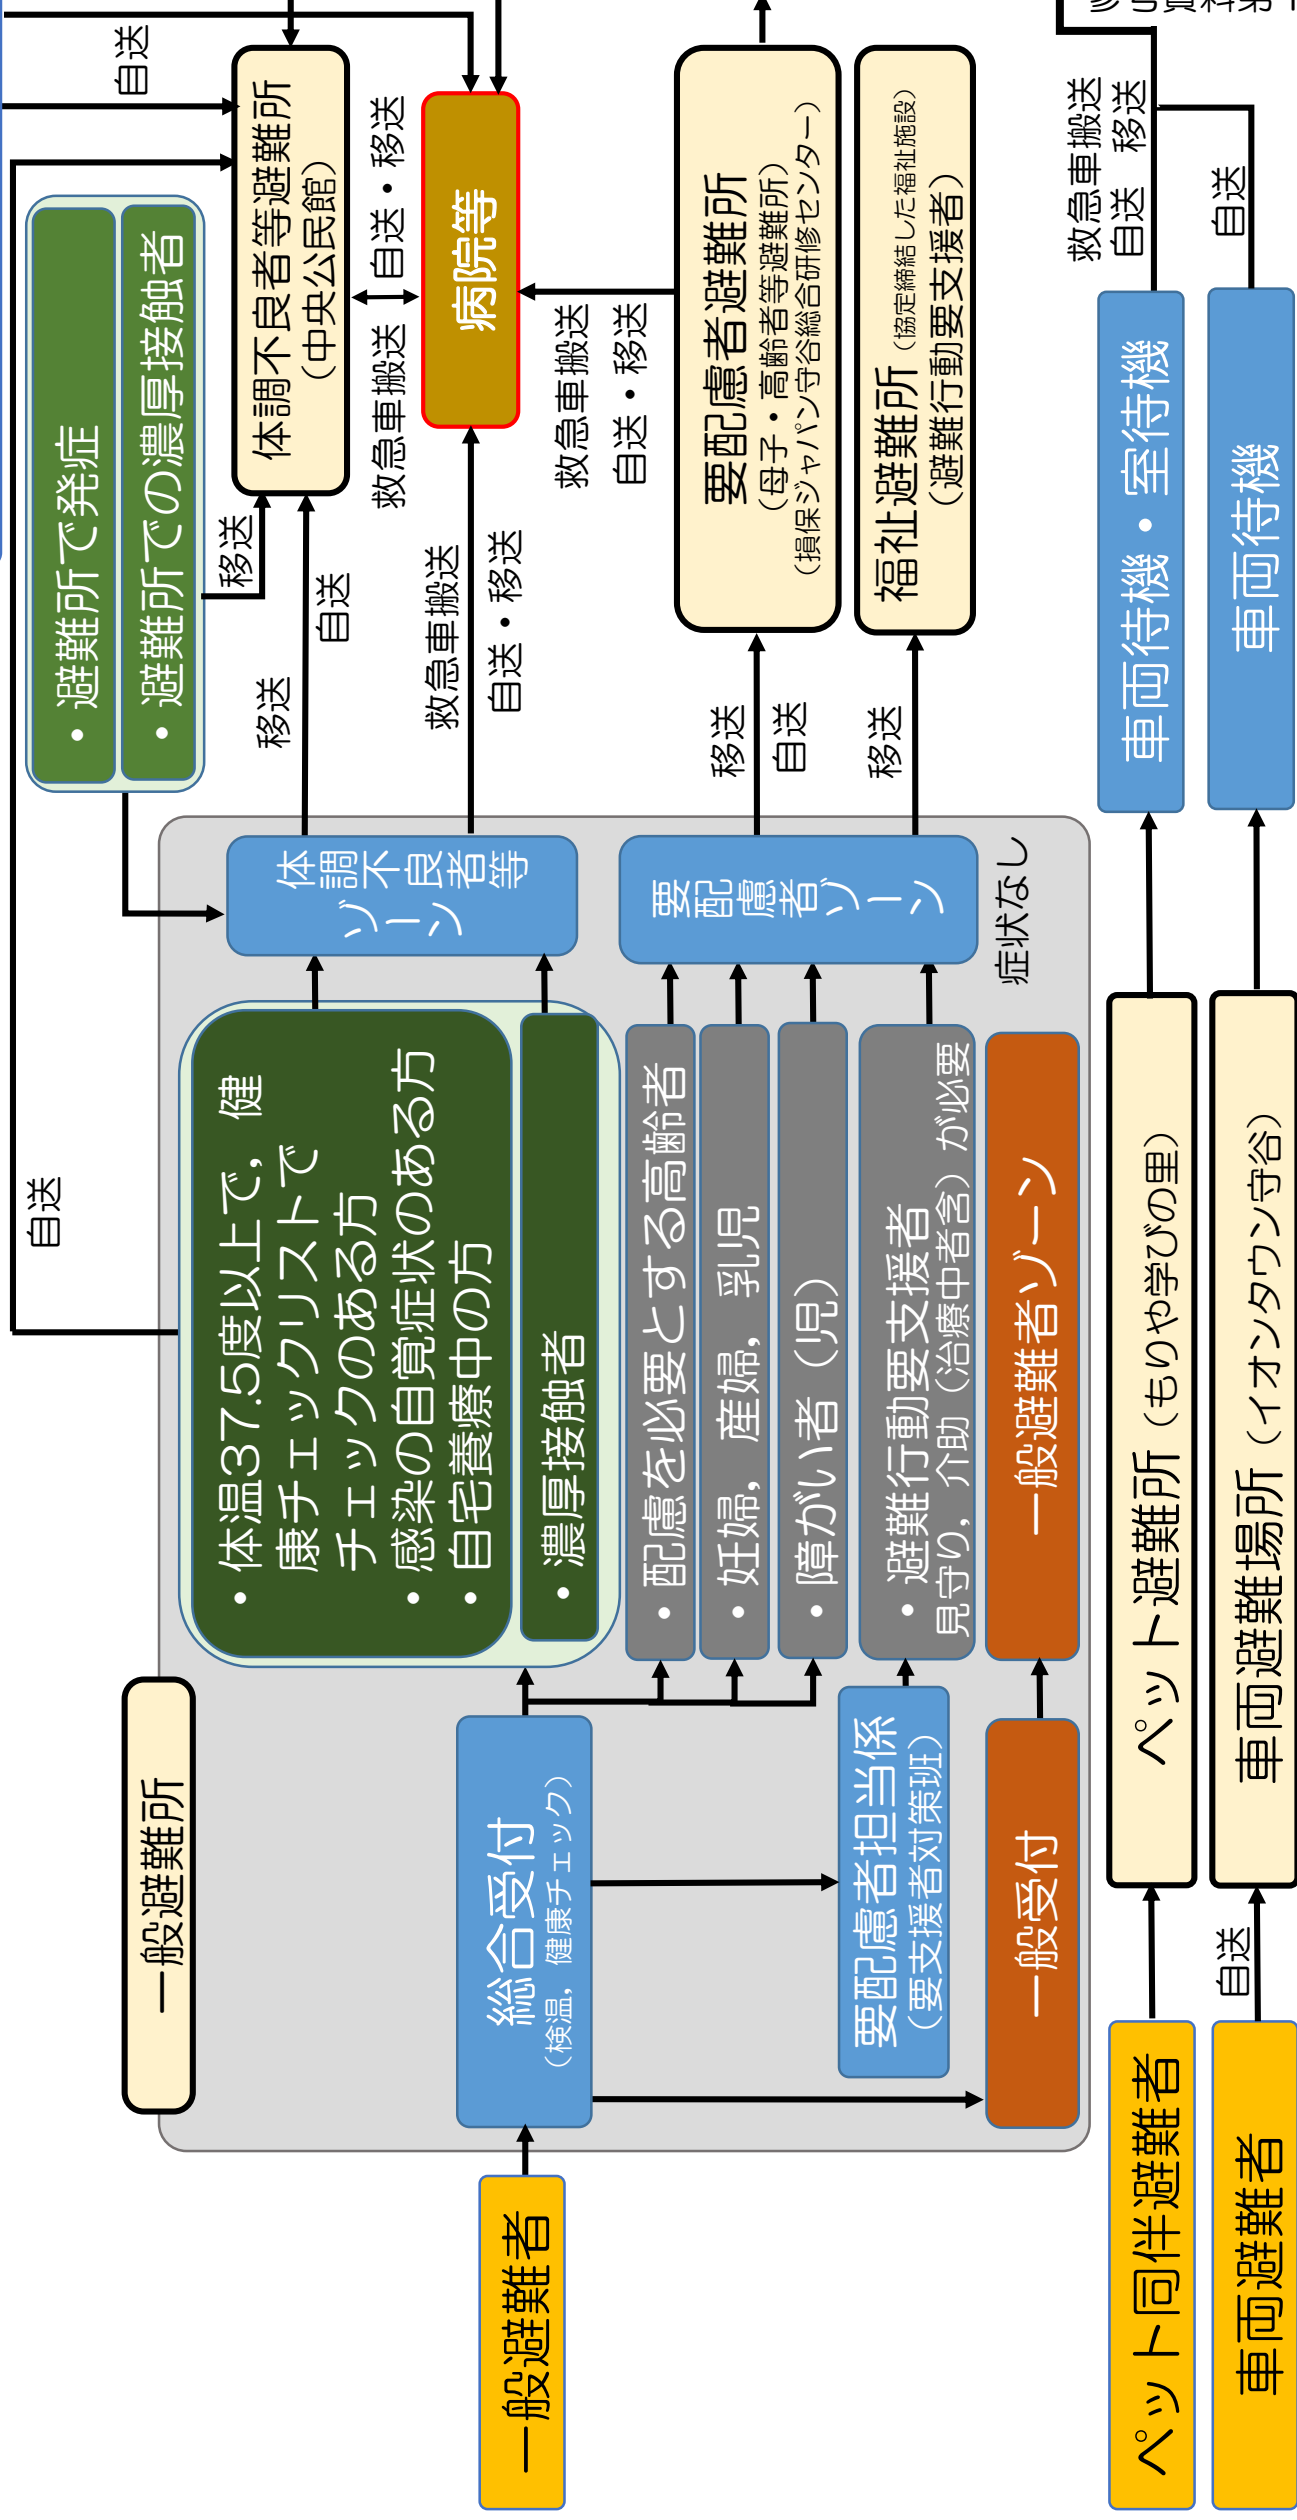 一般避難者
ペット同伴避難者
車両避難者
自送
一般避難所
総合受付
（検温，健康チェック）
要配慮者担当係
（要支援者対策班）
一般受付
・体温37.5度以上で，健
康チェックリストで
チェックのある方
・感染の自覚症状のある方
・自宅養療中の方
・濃厚接触者
・配慮を必要とする高齢者
・妊婦，産婦，乳児
・障がい者（児）
・避難行動要支援者
見守り，介助（治療中者含）が必要
一般避難者ゾーン
ペット避難所（もりや学びの里）
車両避難場所（イオンタウン守谷）
自送
体調不良者等
ゾーン
要配慮者ゾーン
症状なし
・避難所で発症
・避難所での濃厚接触者
移送
移送
自送
救急車搬送
自送・移送
移送
自送
移送
車両待機・室待機
車両待機
自送
体調不良者等避難所
（中央公民館）
救急車搬送
自送・移送
病院等
救急車搬送
自送・移送
要配慮者避難所
（母子・高齢者等避難所）
（損保ジャパン守谷総合研修センター）
福祉避難所（協定締結した福祉施設）
（避難行動要支援者）
救急車搬送
自送　移送
自送